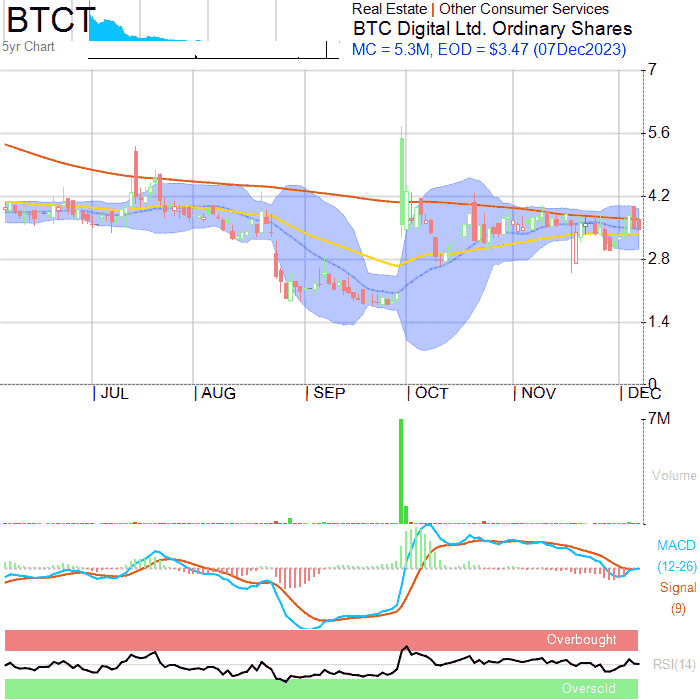 BTCT
5yr Chart
Real Estate | Other Consumer Services
BTC Digital Ltd. Ordinary Shares
MC = 5.3M, EOD = $3.47 (07Dec2023)
7
5.6
4.2
2.8
1.4
0
JUL AUG SEP OCT NOV DEC
7M
Volume
MACD
(12-26)
Signal
(9)
Overbought
RSI(14)
Oversold